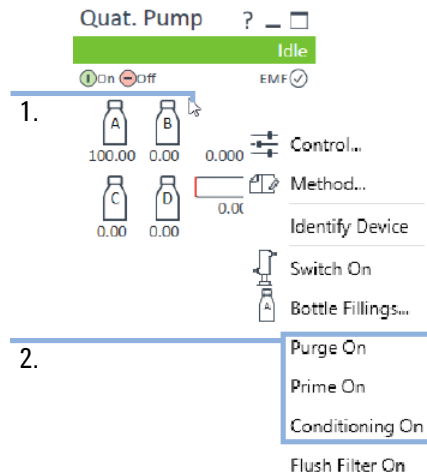 Quat. Pump ? _
Idle
On Off EMF
1.
A B
100.00 0.00 0.000
Control...
Method...
C D
0.00 0.00 0.0
Identify Device
Switch On
A Bottle Fillings...
2.
Purge On
Prime On
Conditioning On
Flush Filter On